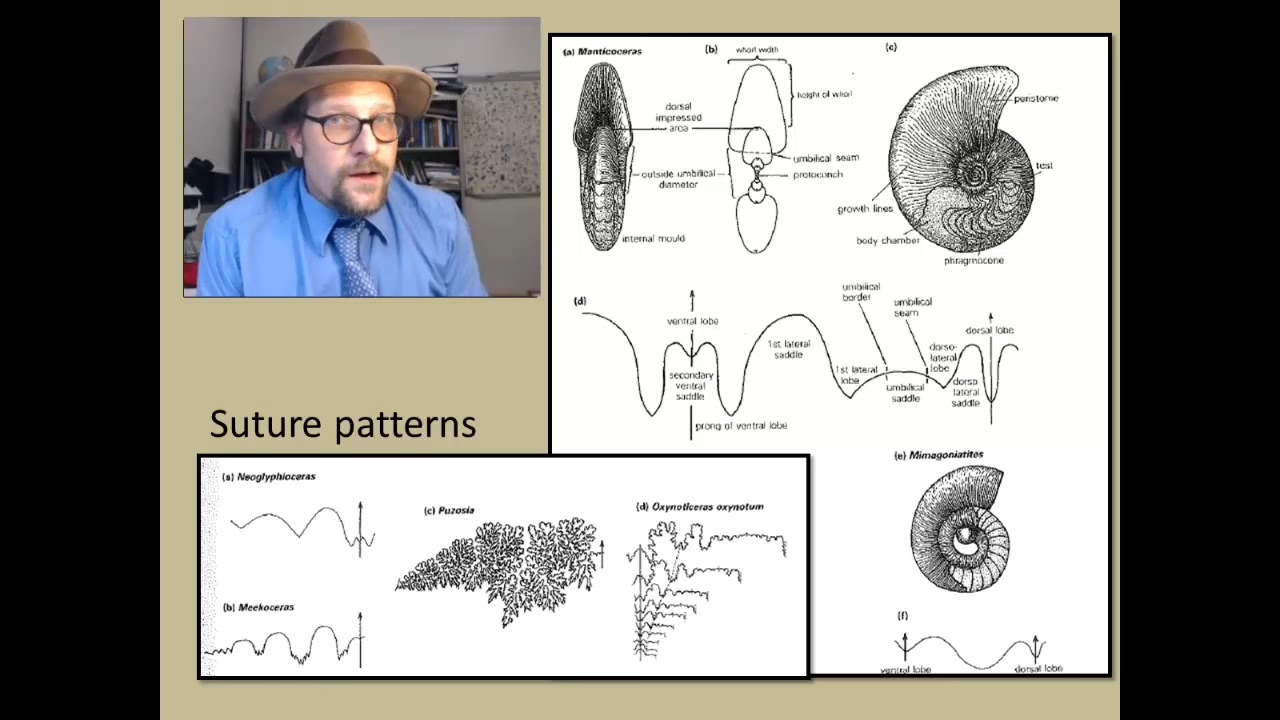 (a) Manticoceras
(b)
whorl width
(c)
height of whorl
peristome
dorsal
impressed
area
umbilical seam
protoconch
test
outside umbilical
diameter
growth lines
internal mould
body chamber
phragmocone
(d)
umbilical
border
umbilical
seam
ventral lobe
dorsal lobe
1st lateral
saddle
dorso-
lateral
lobe
secondary
ventral
saddle
1st lateral
lobe
umbilical
saddle
dorso
lateral
saddle
prong of ventral lobe
Suture patterns
(e) Mimagoniatites
(f)
ventral lobe
dorsal lobe
(a) Neoglyphioceras
(c) Puzosia
(d) Oxynoticeras oxynotum
(b) Meekoceras